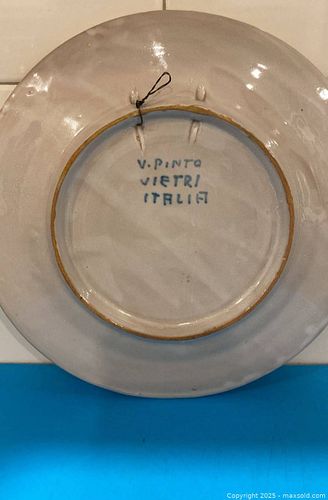 V. PINTO
VIETRI
ITALIA
Copyright © 2025 - maxsold.com